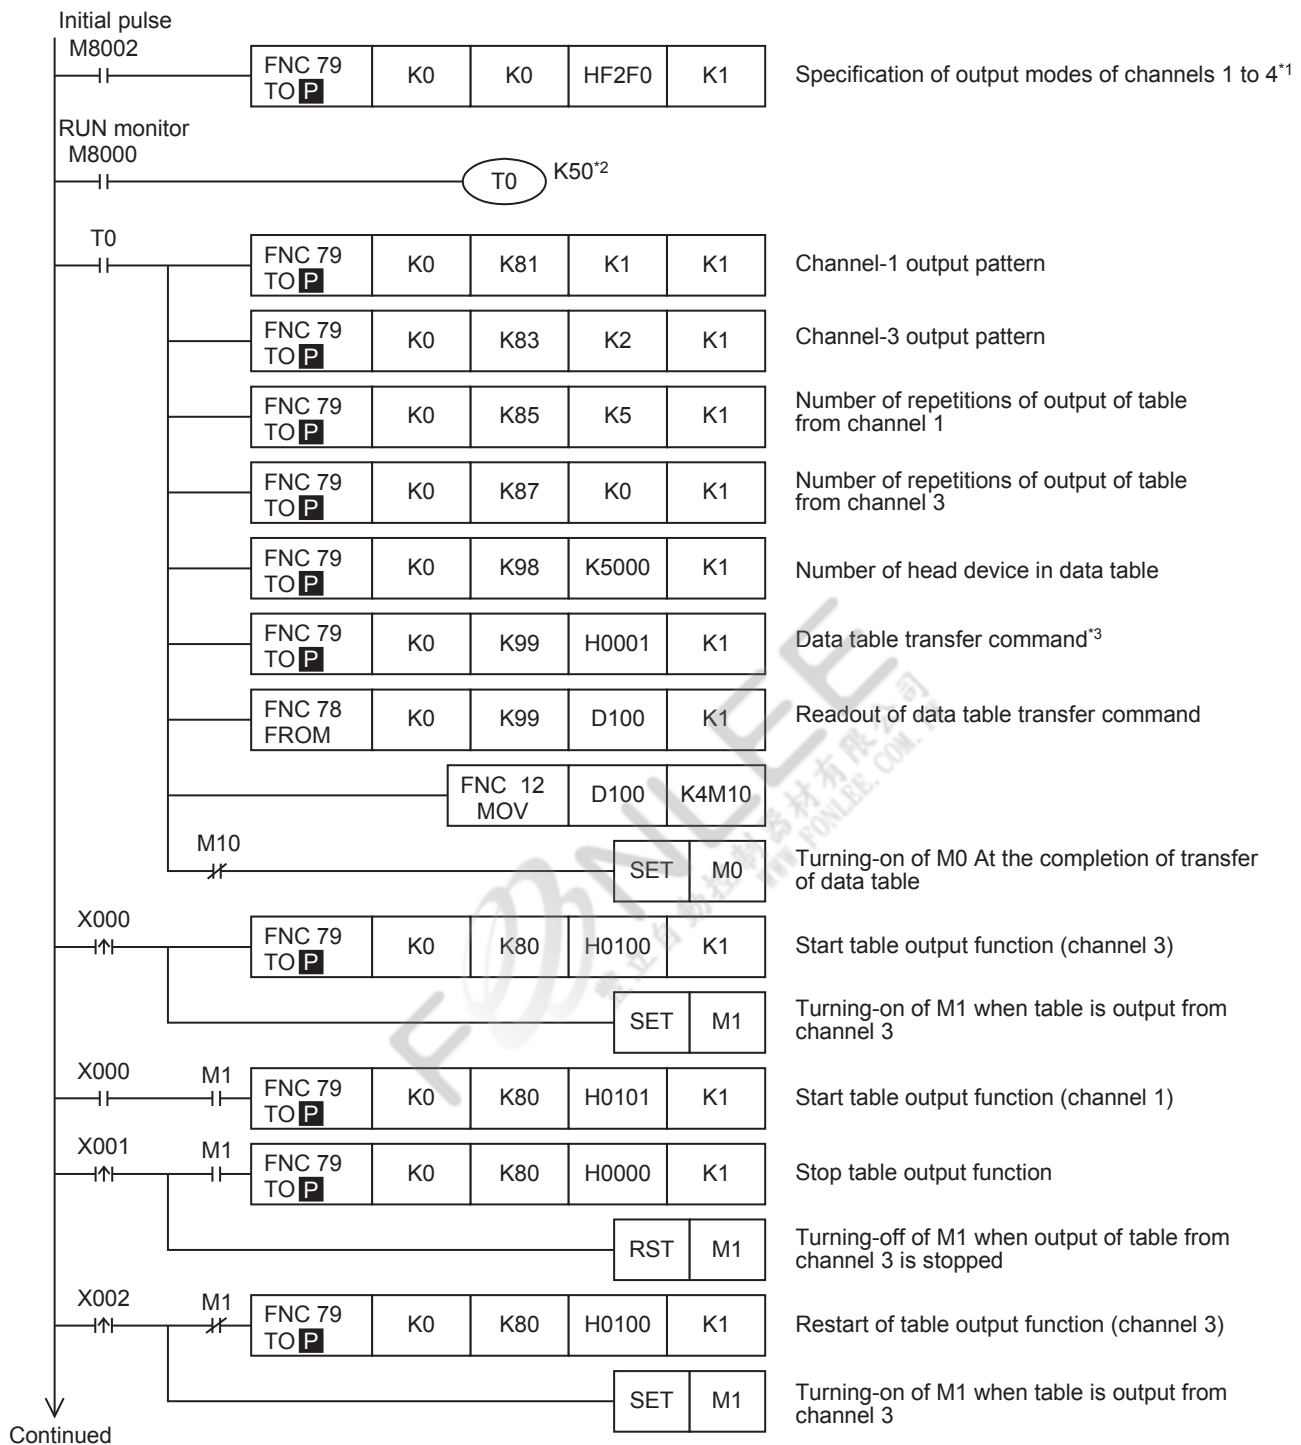 Initial pulse
M8002
FNC 79
TO P
K0
K0
HF2F0
K1
Specification of output modes of channels 1 to 4*1
RUN monitor
M8000
T0
K50*2
T0
FNC 79
TO P
K0
K81
K1
K1
Channel-1 output pattern
FNC 79
TO P
K0
K83
K2
K1
Channel-3 output pattern
FNC 79
TO P
K0
K85
K5
K1
Number of repetitions of output of table
from channel 1
FNC 79
TO P
K0
K87
K0
K1
Number of repetitions of output of table
from channel 3
FNC 79
TO P
K0
K98
K5000
K1
Number of head device in data table
FNC 79
TO P
K0
K99
H0001
K1
Data table transfer command*3
FNC 78
FROM
K0
K99
D100
K1
Readout of data table transfer command
FNC 12
MOV
D100
K4M10
M10
SET
M0
Turning-on of M0 At the completion of transfer
of data table
X000
FNC 79
TO P
K0
K80
H0100
K1
Start table output function (channel 3)
SET
M1
Turning-on of M1 when table is output from
channel 3
X000
M1
FNC 79
TO P
K0
K80
H0101
K1
Start table output function (channel 1)
X001
M1
FNC 79
TO P
K0
K80
H0000
K1
Stop table output function
RST
M1
Turning-off of M1 when output of table from
channel 3 is stopped
X002
M1
FNC 79
TO P
K0
K80
H0100
K1
Restart of table output function (channel 3)
SET
M1
Turning-on of M1 when table is output from
channel 3
Continued
FONLEE
WWW.FONLEE.COM.